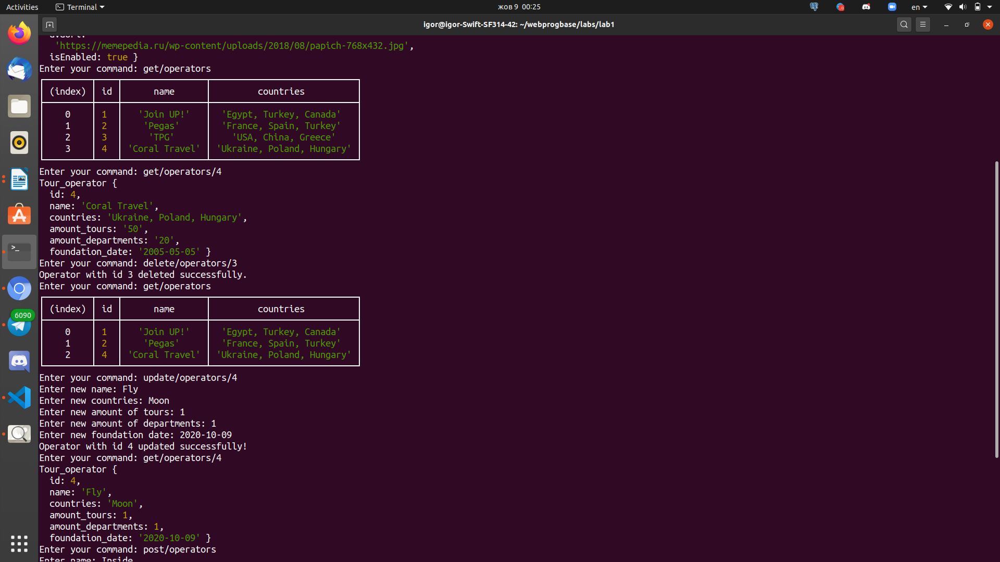 Activities Terminal жов 9 00:25 en
igor@igor-Swift-SF314-42: ~/webprogbase/labs/lab1
'https://memepedia.ru/wp-content/uploads/2018/08/papich-768x432.jpg',
isEnabled: true }
Enter your command: get/operators
(index) id name countries
0 1 'Join UP!' 'Egypt, Turkey, Canada'
1 2 'Pegas' 'France, Spain, Turkey'
2 3 'TPG' 'USA, China, Greece'
3 4 'Coral Travel' 'Ukraine, Poland, Hungary'
Enter your command: get/operators/4
Tour_operator {
id: 4,
name: 'Coral Travel',
countries: 'Ukraine, Poland, Hungary',
amount_tours: '50',
amount_departments: '20',
foundation_date: '2005-05-05' }
Enter your command: delete/operators/3
Operator with id 3 deleted successfully.
Enter your command: get/operators
(index) id name countries
0 1 'Join UP!' 'Egypt, Turkey, Canada'
1 2 'Pegas' 'France, Spain, Turkey'
2 4 'Coral Travel' 'Ukraine, Poland, Hungary'
Enter your command: update/operators/4
Enter new name: Fly
Enter new countries: Moon
Enter new amount of tours: 1
Enter new amount of departments: 1
Enter new foundation date: 2020-10-09
Operator with id 4 updated successfully!
Enter your command: get/operators/4
Tour_operator {
id: 4,
name: 'Fly',
countries: 'Moon',
amount_tours: 1,
amount_departments: 1,
foundation_date: '2020-10-09' }
Enter your command: post/operators
Enter name: Inside
6090